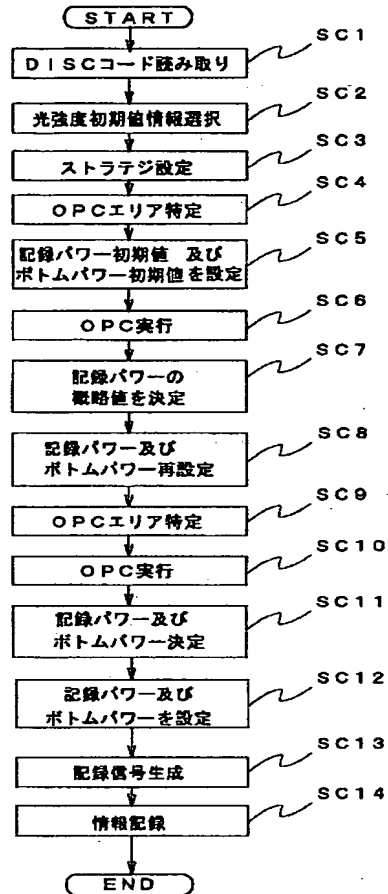 START
SC1
DISCコード読み取り
SC2
光強度初期値情報選択
SC3
ストラテジ設定
SC4
OPCエリア特定
SC5
記録パワー初期値 及び
ボトムパワー初期値を設定
SC6
OPC実行
SC7
記録パワーの
概略値を決定
SC8
記録パワー及び
ボトムパワー再設定
SC9
OPCエリア特定
SC10
OPC実行
SC11
記録パワー及び
ボトムパワー決定
SC12
記録パワー及び
ボトムパワーを設定
SC13
記録信号生成
SC14
情報記録
END